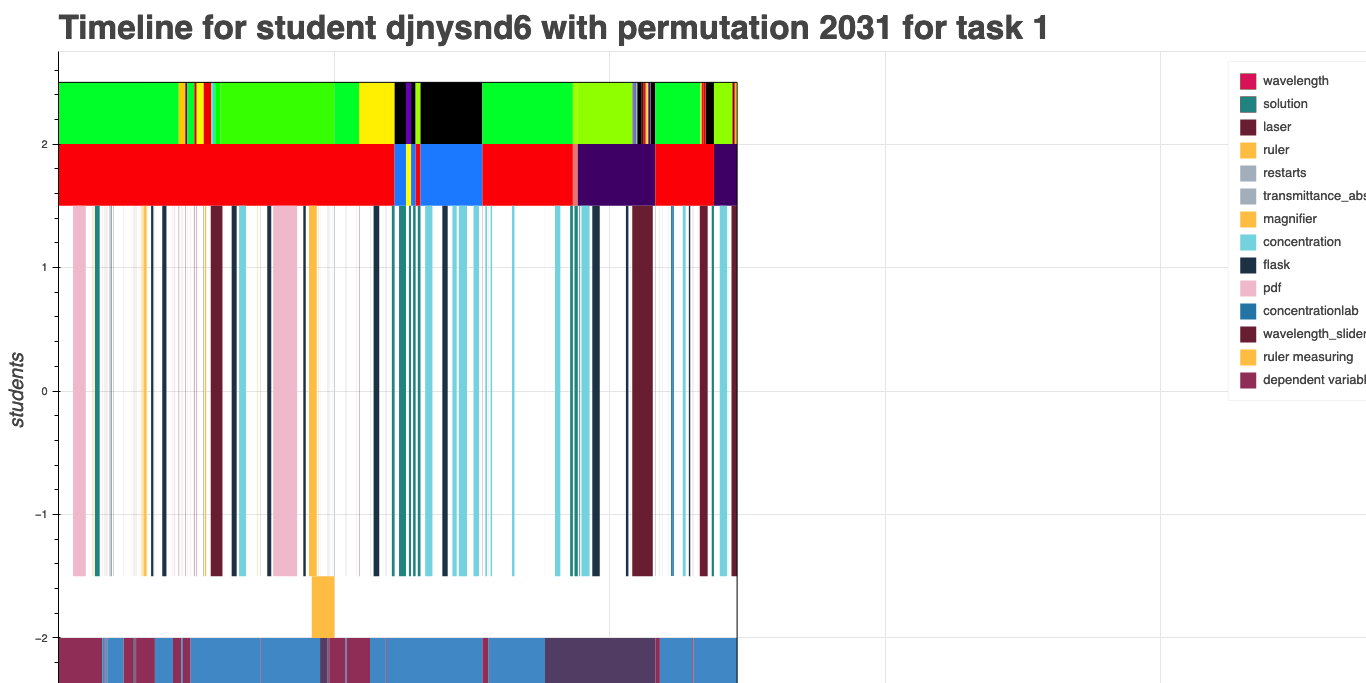 Timeline for student djnysnd6 with permutation 2031 for task 1
students
2
1
0
−1
−2
wavelength
solution
laser
ruler
restarts
transmittance_abs
magnifier
concentration
flask
pdf
concentrationlab
wavelength_slider
ruler measuring
dependent variabl